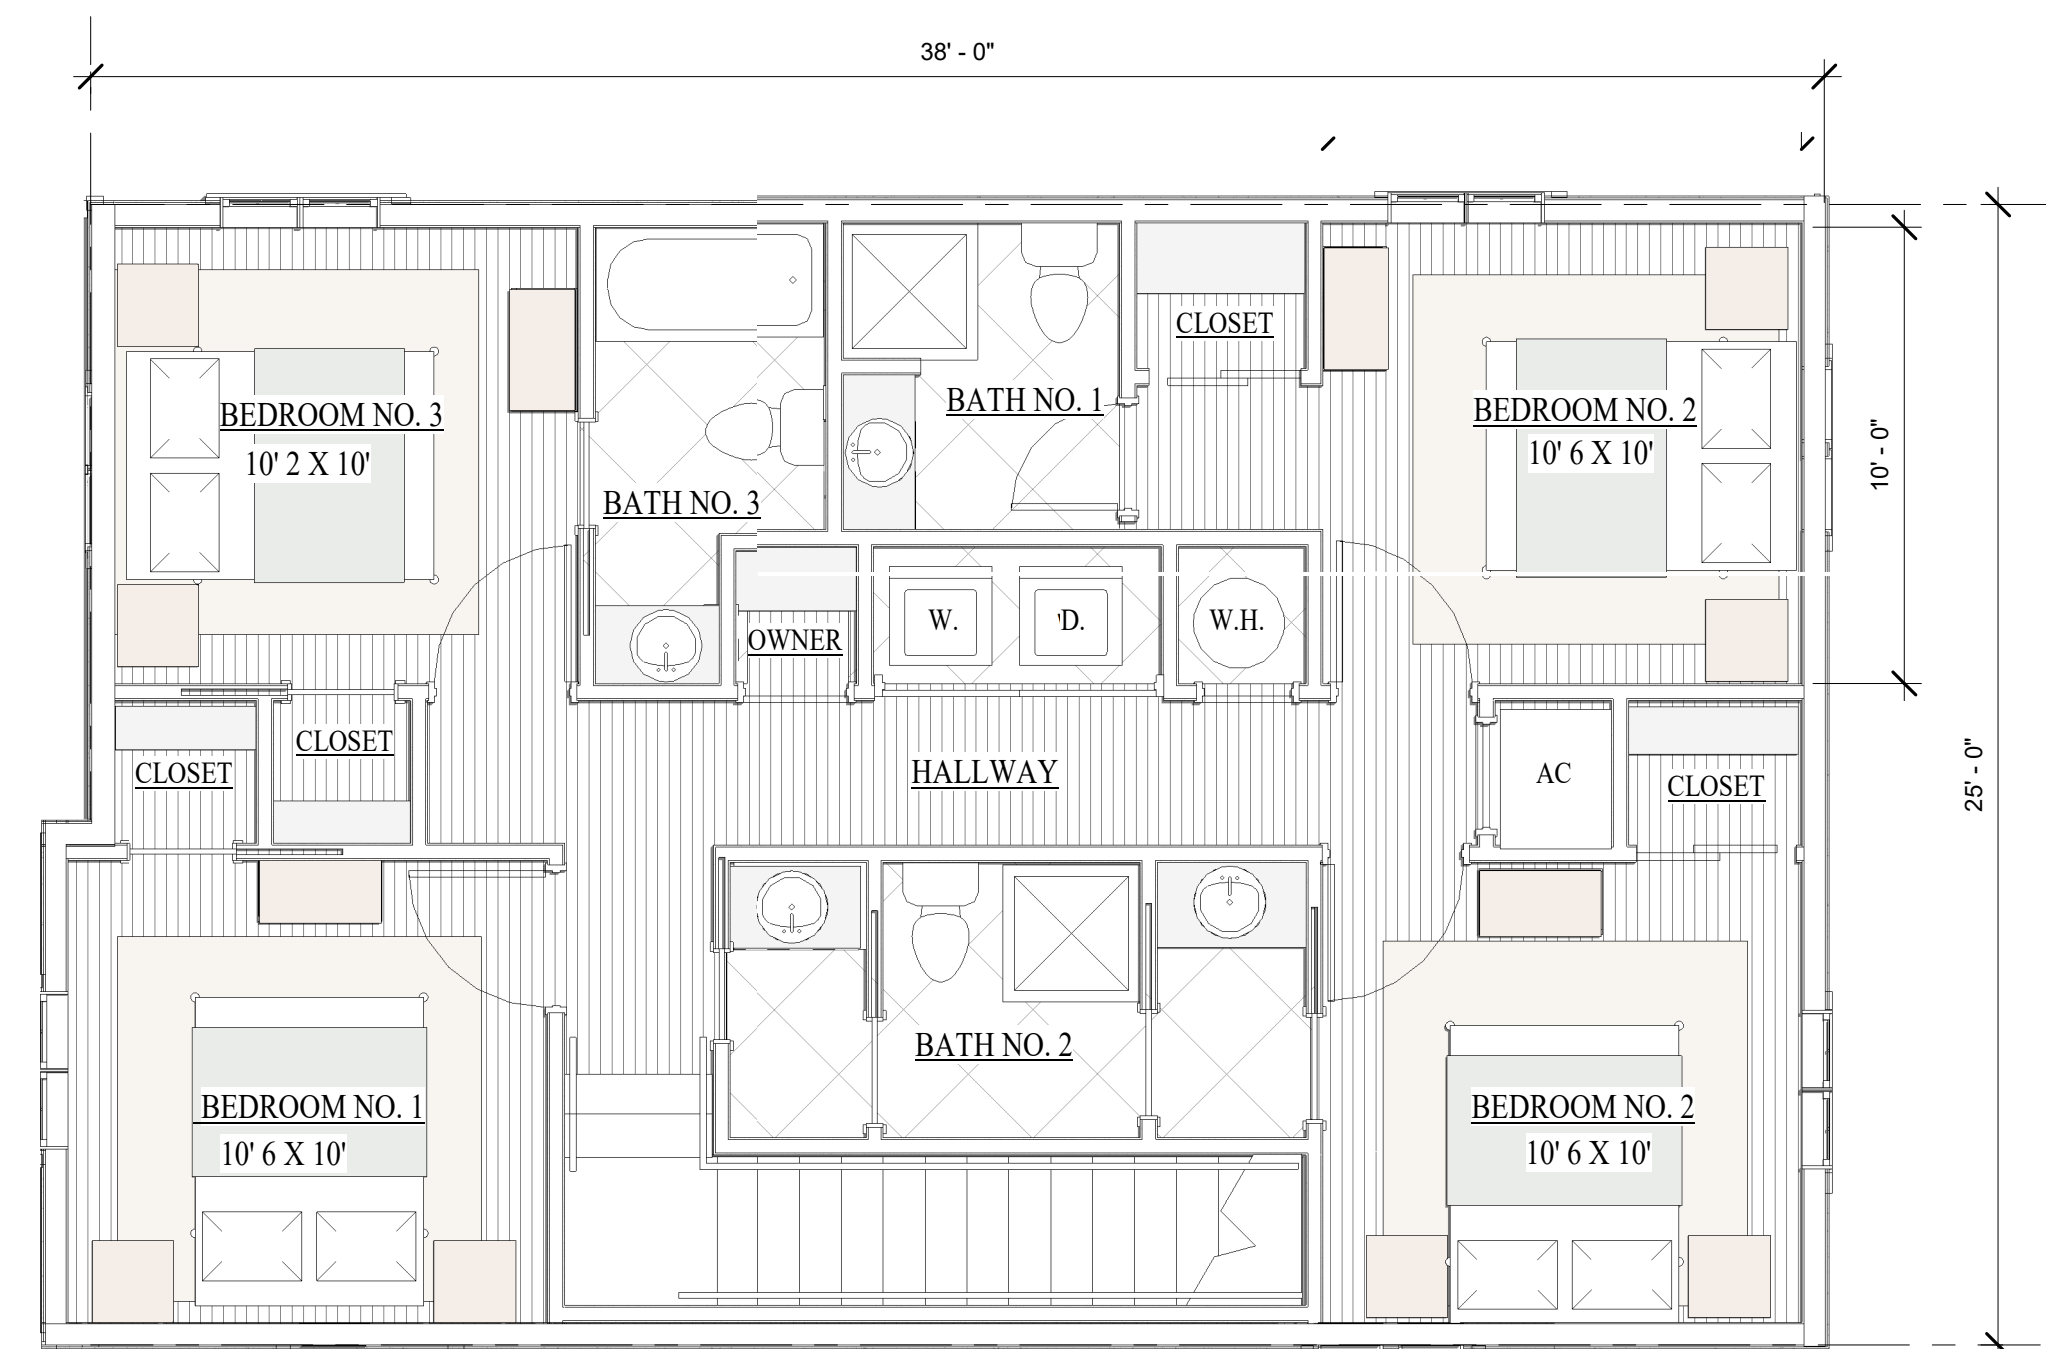 38' - 0"
CLOSET
BATH NO. 1
BEDROOM NO. 3
10' 2 X 10'
BEDROOM NO. 2
10' 6 X 10'
10' - 0"
BATH NO. 3
OWNER
W.
D.
W.H.
CLOSET
CLOSET
HALLWAY
AC
CLOSET
25' - 0"
BATH NO. 2
BEDROOM NO. 1
10' 6 X 10'
BEDROOM NO. 2
10' 6 X 10'